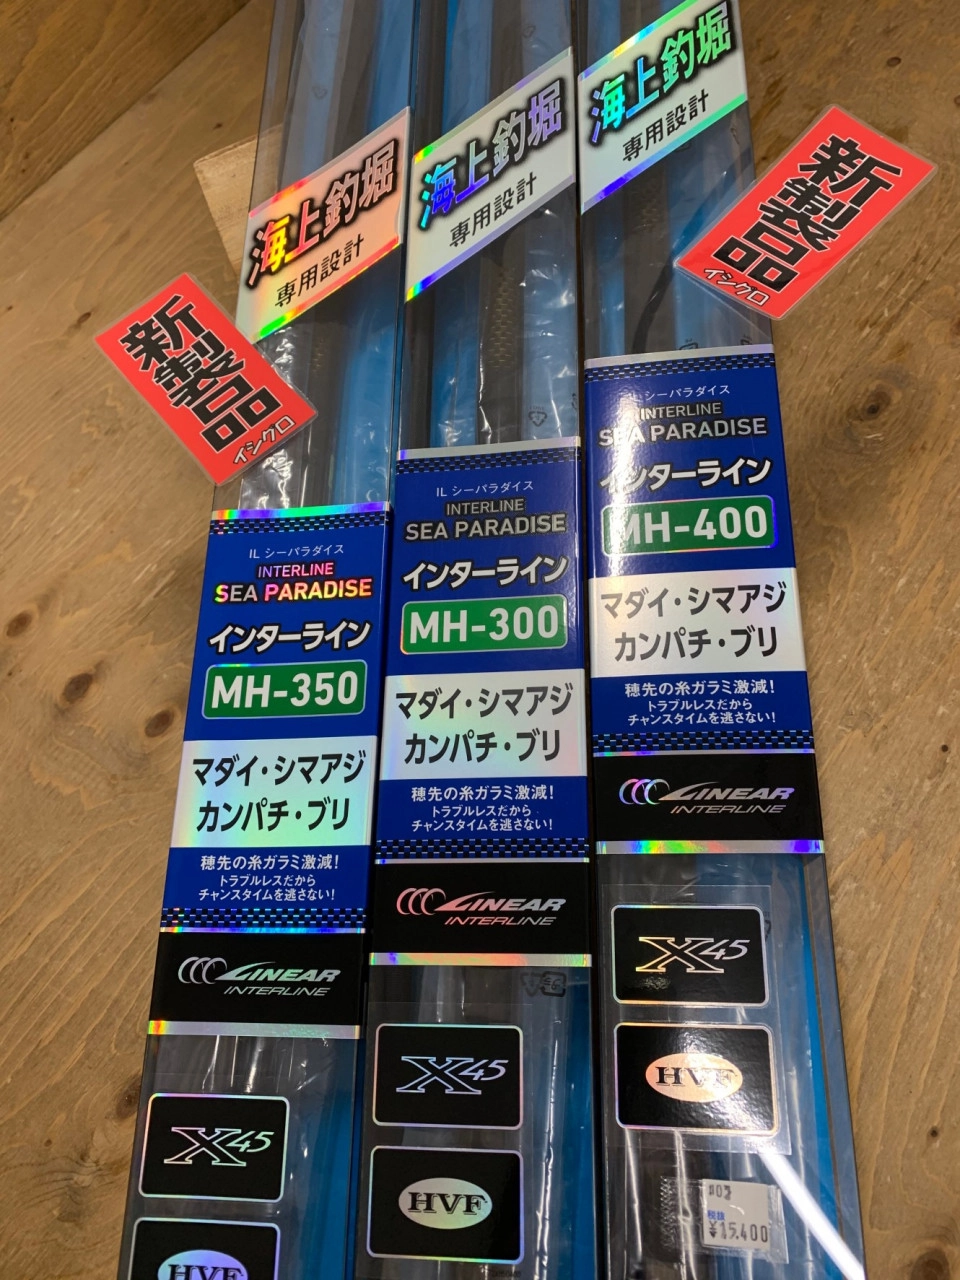 海上釣堀
専用設計
海上釣堀
専用設計
海上釣堀
専用設計
新製品
イシグロ
新製品
イシグロ
IL シーパラダイス
INTERLINE
SEA PARADISE
インターライン
MH-350
マダイ・シマアジ
カンパチ・ブリ
穂先の糸ガラミ激減!
トラブルレスだから
チャンスタイムを逃さない!
LINEAR
INTERLINE
X45
HVF
IL シーパラダイス
INTERLINE
SEA PARADISE
インターライン
MH-300
マダイ・シマアジ
カンパチ・ブリ
穂先の糸ガラミ激減!
トラブルレスだから
チャンスタイムを逃さない!
LINEAR
INTERLINE
X45
HVF
シーパラダイス
INTERLINE
SEA PARADISE
インターライン
MH-400
マダイ・シマアジ
カンパチ・ブリ
穂先の糸ガラミ激減!
トラブルレスだから
チャンスタイムを逃さない!
LINEAR
INTERLINE
X45
HVF
税抜
¥15,400